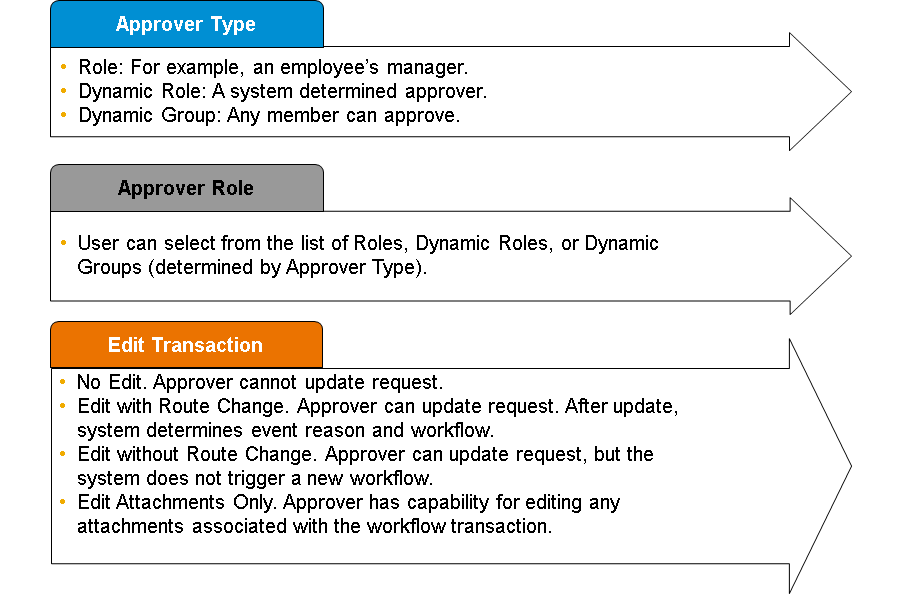 Approver Type
• Role: For example, an employee's manager.
• Dynamic Role: A system determined approver.
• Dynamic Group: Any member can approve.
Approver Role
• User can select from the list of Roles, Dynamic Roles, or Dynamic
Groups (determined by Approver Type).
Edit Transaction
• No Edit. Approver cannot update request.
• Edit with Route Change. Approver can update request. After update,
system determines event reason and workflow.
• Edit without Route Change. Approver can update request, but the
system does not trigger a new workflow.
• Edit Attachments Only. Approver has capability for editing any
attachments associated with the workflow transaction.